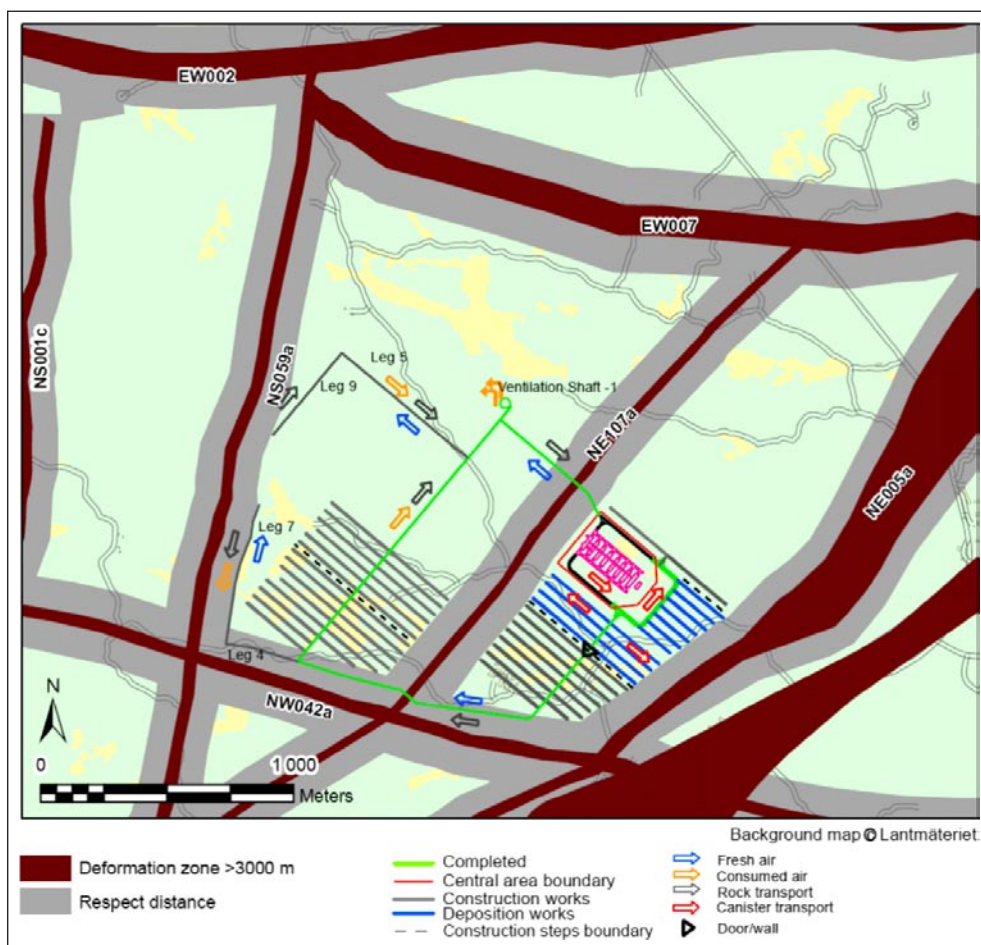 EW002
EW007
NS001c
NS059a
Leg 5
Leg 9
Ventilation Shaft -1
NE107a
NE005a
Leg 7
Leg 4
NW042a
N
0
1 000
Meters
Background map © Lantmäteriet
Deformation zone >3000 m
Respect distance
Completed
Central area boundary
Construction works
Deposition works
Construction steps boundary
Fresh air
Consumed air
Rock transport
Canister transport
Door/wall